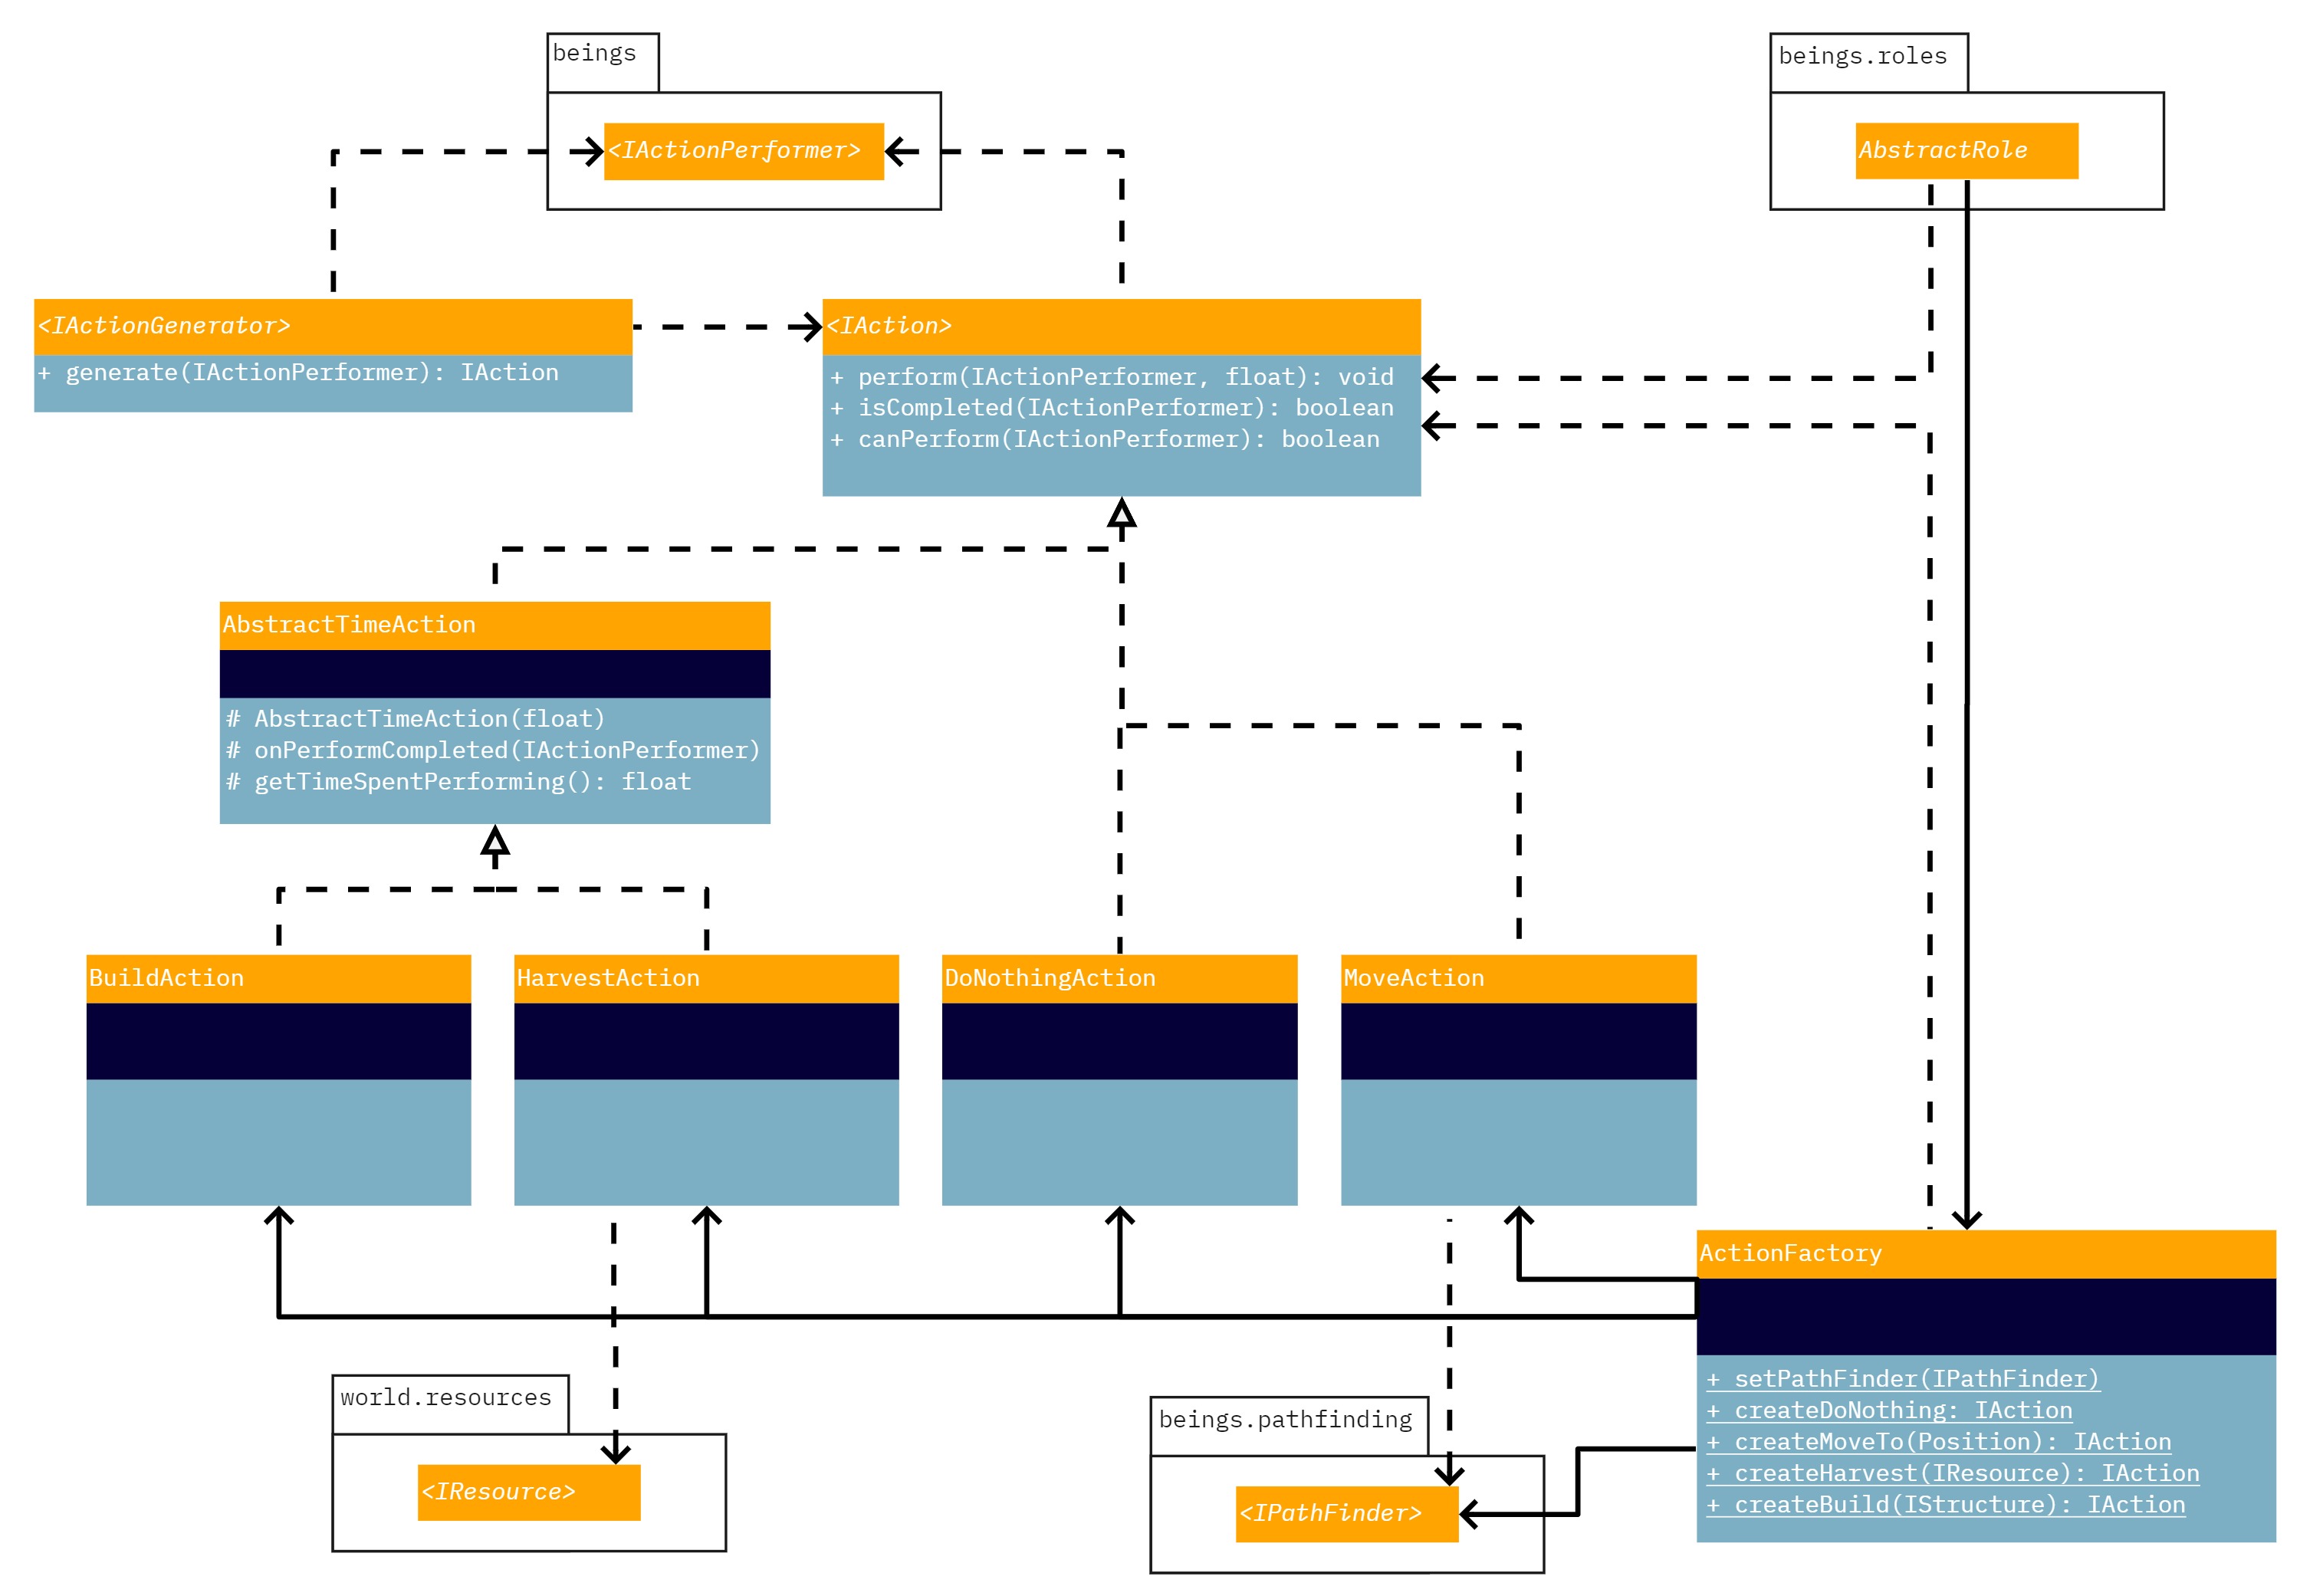 beings
beings.roles
<IActionPerformer>
AbstractRole
<IActionGenerator>
+ generate(IActionPerformer): IAction
<IAction>
+ perform(IActionPerformer, float): void
+ isCompleted(IActionPerformer): boolean
+ canPerform(IActionPerformer): boolean
AbstractTimeAction
# AbstractTimeAction(float)
# onPerformCompleted(IActionPerformer)
# getTimeSpentPerforming(): float
BuildAction
HarvestAction
DoNothingAction
MoveAction
ActionFactory
+ setPathFinder(IPathFinder)
+ createDoNothing: IAction
+ createMoveTo(Position): IAction
+ createHarvest(IResource): IAction
+ createBuild(IStructure): IAction
world.resources
<IResource>
beings.pathfinding
<IPathFinder>